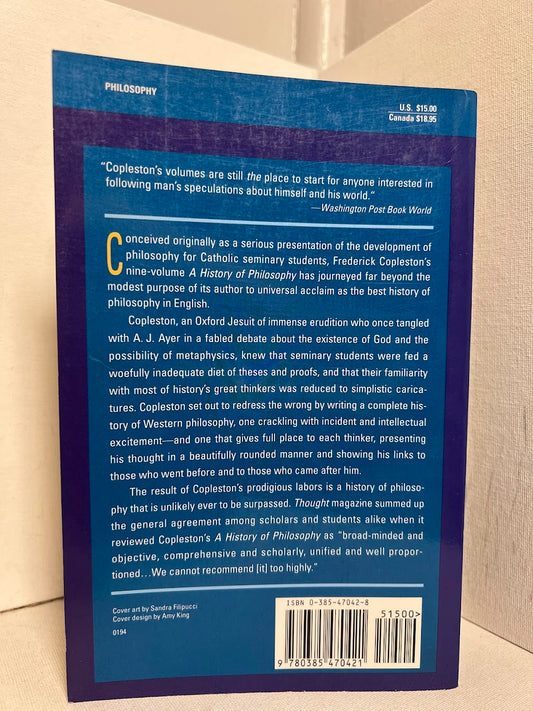 PHILOSOPHY
U.S. $15.00
Canada $18.95
“Copleston’s volumes are still the place to start for anyone interested in
following man’s speculations about himself and his world.”
—Washington Post Book World
Conceived originally as a serious presentation of the development of
philosophy for Catholic seminary students, Frederick Copleston’s
nine-volume A History of Philosophy has journeyed far beyond the
modest purpose of its author to universal acclaim as the best history of
philosophy in English.
Copleston, an Oxford Jesuit of immense erudition who once tangled
with A. J. Ayer in a fabled debate about the existence of God and the
possibility of metaphysics, knew that seminary students were fed a
woefully inadequate diet of theses and proofs, and that their familiarity
with most of history’s great thinkers was reduced to simplistic carica-
tures. Copleston set out to redress the wrong by writing a complete his-
tory of Western philosophy, one crackling with incident and intellectual
excitement—and one that gives full place to each thinker, presenting
his thought in a beautifully rounded manner and showing his links to
those who went before and to those who came after him.
The result of Copleston’s prodigious labors is a history of philoso-
phy that is unlikely ever to be surpassed. Thought magazine summed up
the general agreement among scholars and students alike when it
reviewed Copleston’s A History of Philosophy as “broad-minded and
objective, comprehensive and scholarly, unified and well propor-
tioned…We cannot recommend [it] too highly.”
Cover art by Sandra Filipucci
Cover design by Amy King
0194
ISBN 0-385-47042-8
51500>
9 780385 470421